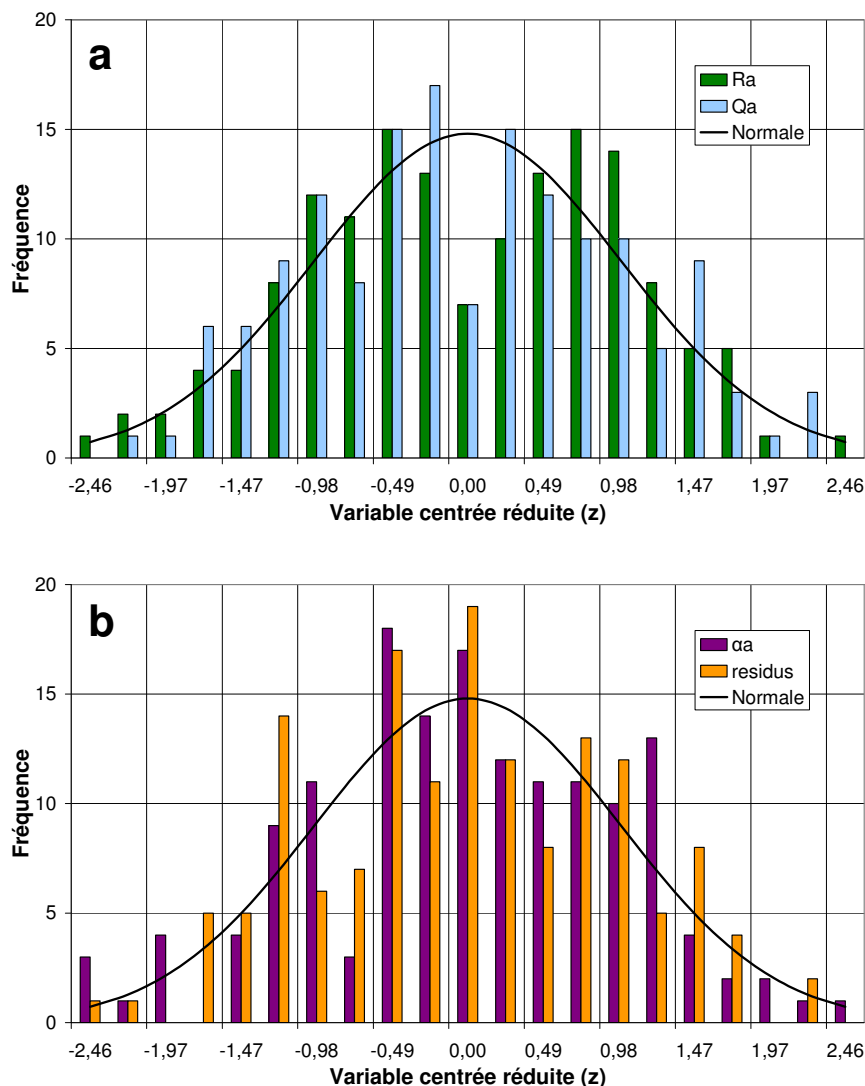 a
20
15
10
5
0
Fréquence
Ra
Qa
Normale
-2,46 -1,97 -1,47 -0,98 -0,49 0,00 0,49 0,98 1,47 1,97 2,46
Variable centrée réduite (z)
b
20
15
10
5
0
Fréquence
αa
residus
Normale
-2,46 -1,97 -1,47 -0,98 -0,49 0,00 0,49 0,98 1,47 1,97 2,46
Variable centrée réduite (z)